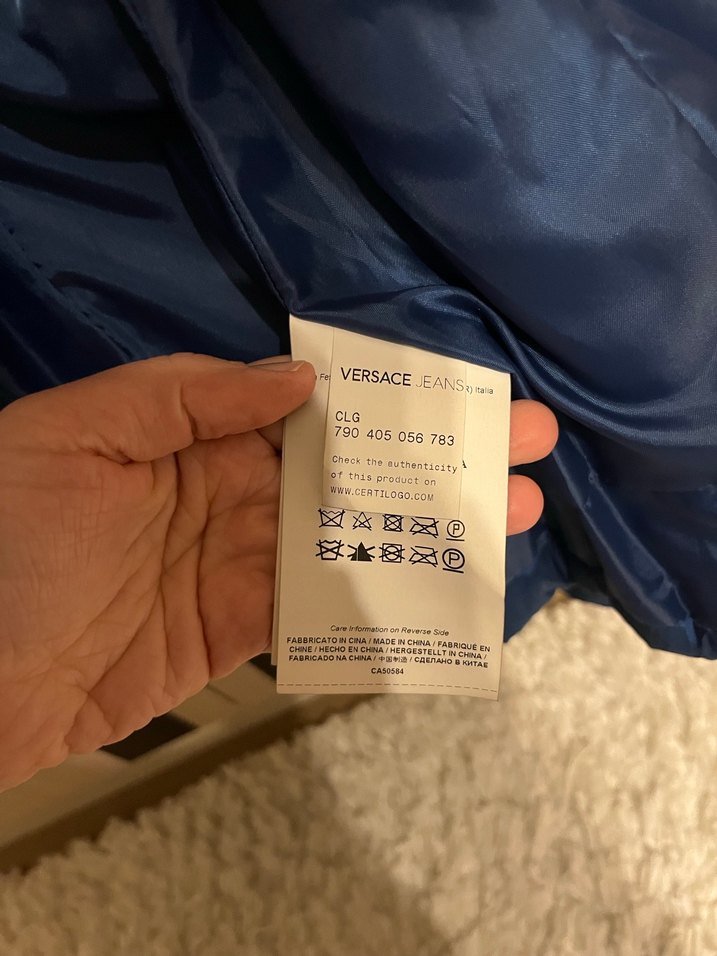 VERSACE JEANS
R) Italia
CLG
790 405 056 783
Check the authenticity
of this product on
WWW.CERTILOGO.COM
P
P
Care Information on Reverse Side
FABBRICATO IN CINA / MADE IN CHINA / FABRIQUÉ EN
CHINE / HECHO EN CHINA / HERGESTELLT IN CHINA /
FABRICADO NA CHINA / 中国制造 / СДЕЛАНО В КИТАЕ
CA50584